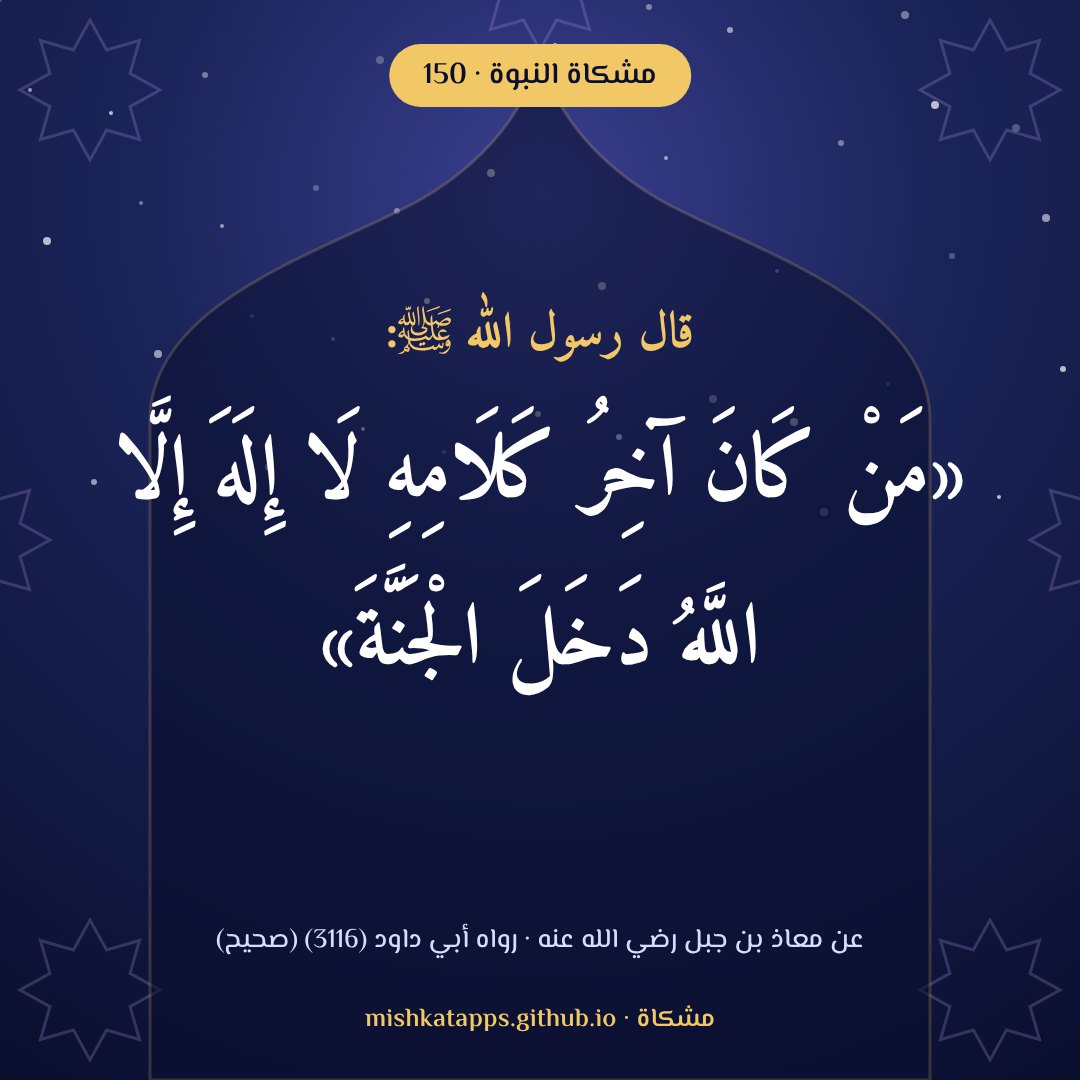 مشكاة النبوة · 150
قال رسول الله ﷺ:
«مَنْ كَانَ آخِرُ كَلَامِهِ لَا إِلَهَ إِلَّا
اللَّهُ دَخَلَ الْجَنَّةَ»
عن معاذ بن جبل رضي الله عنه · رواه أبي داود (3116) (صحيح)
مشكاة · mishkatapps.github.io